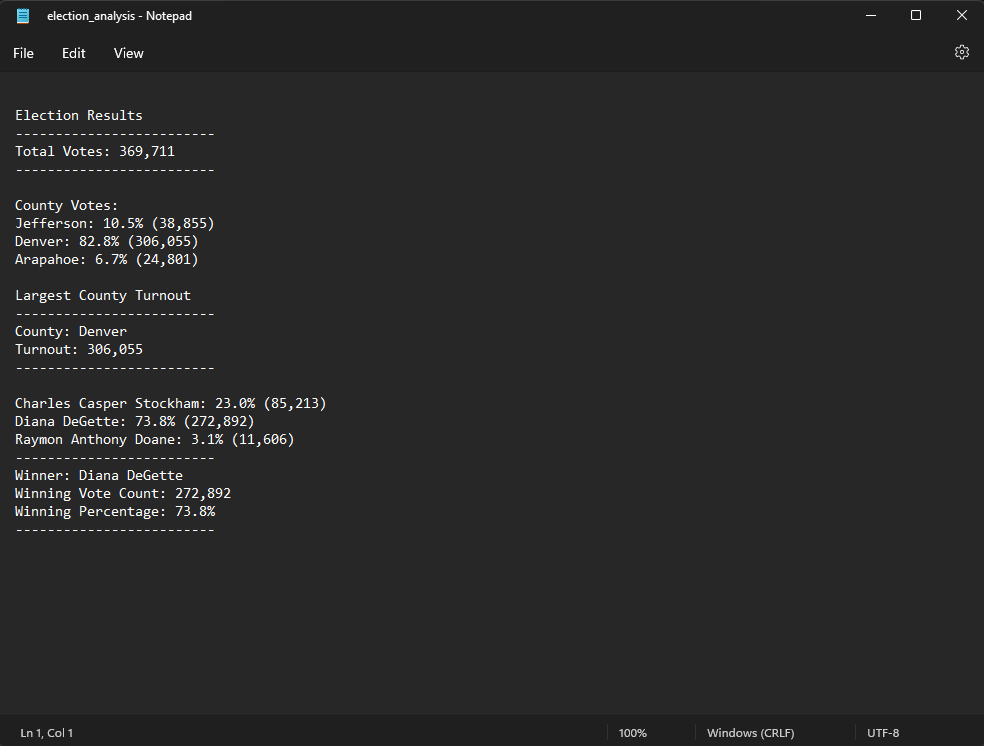 election_analysis - Notepad
File Edit View
Election Results
-------------------------
Total Votes: 369,711
-------------------------
County Votes:
Jefferson: 10.5% (38,855)
Denver: 82.8% (306,055)
Arapahoe: 6.7% (24,801)
Largest County Turnout
-------------------------
County: Denver
Turnout: 306,055
-------------------------
Charles Casper Stockham: 23.0% (85,213)
Diana DeGette: 73.8% (272,892)
Raymon Anthony Doane: 3.1% (11,606)
-------------------------
Winner: Diana DeGette
Winning Vote Count: 272,892
Winning Percentage: 73.8%
-------------------------
Ln 1, Col 1 100% Windows (CRLF) UTF-8